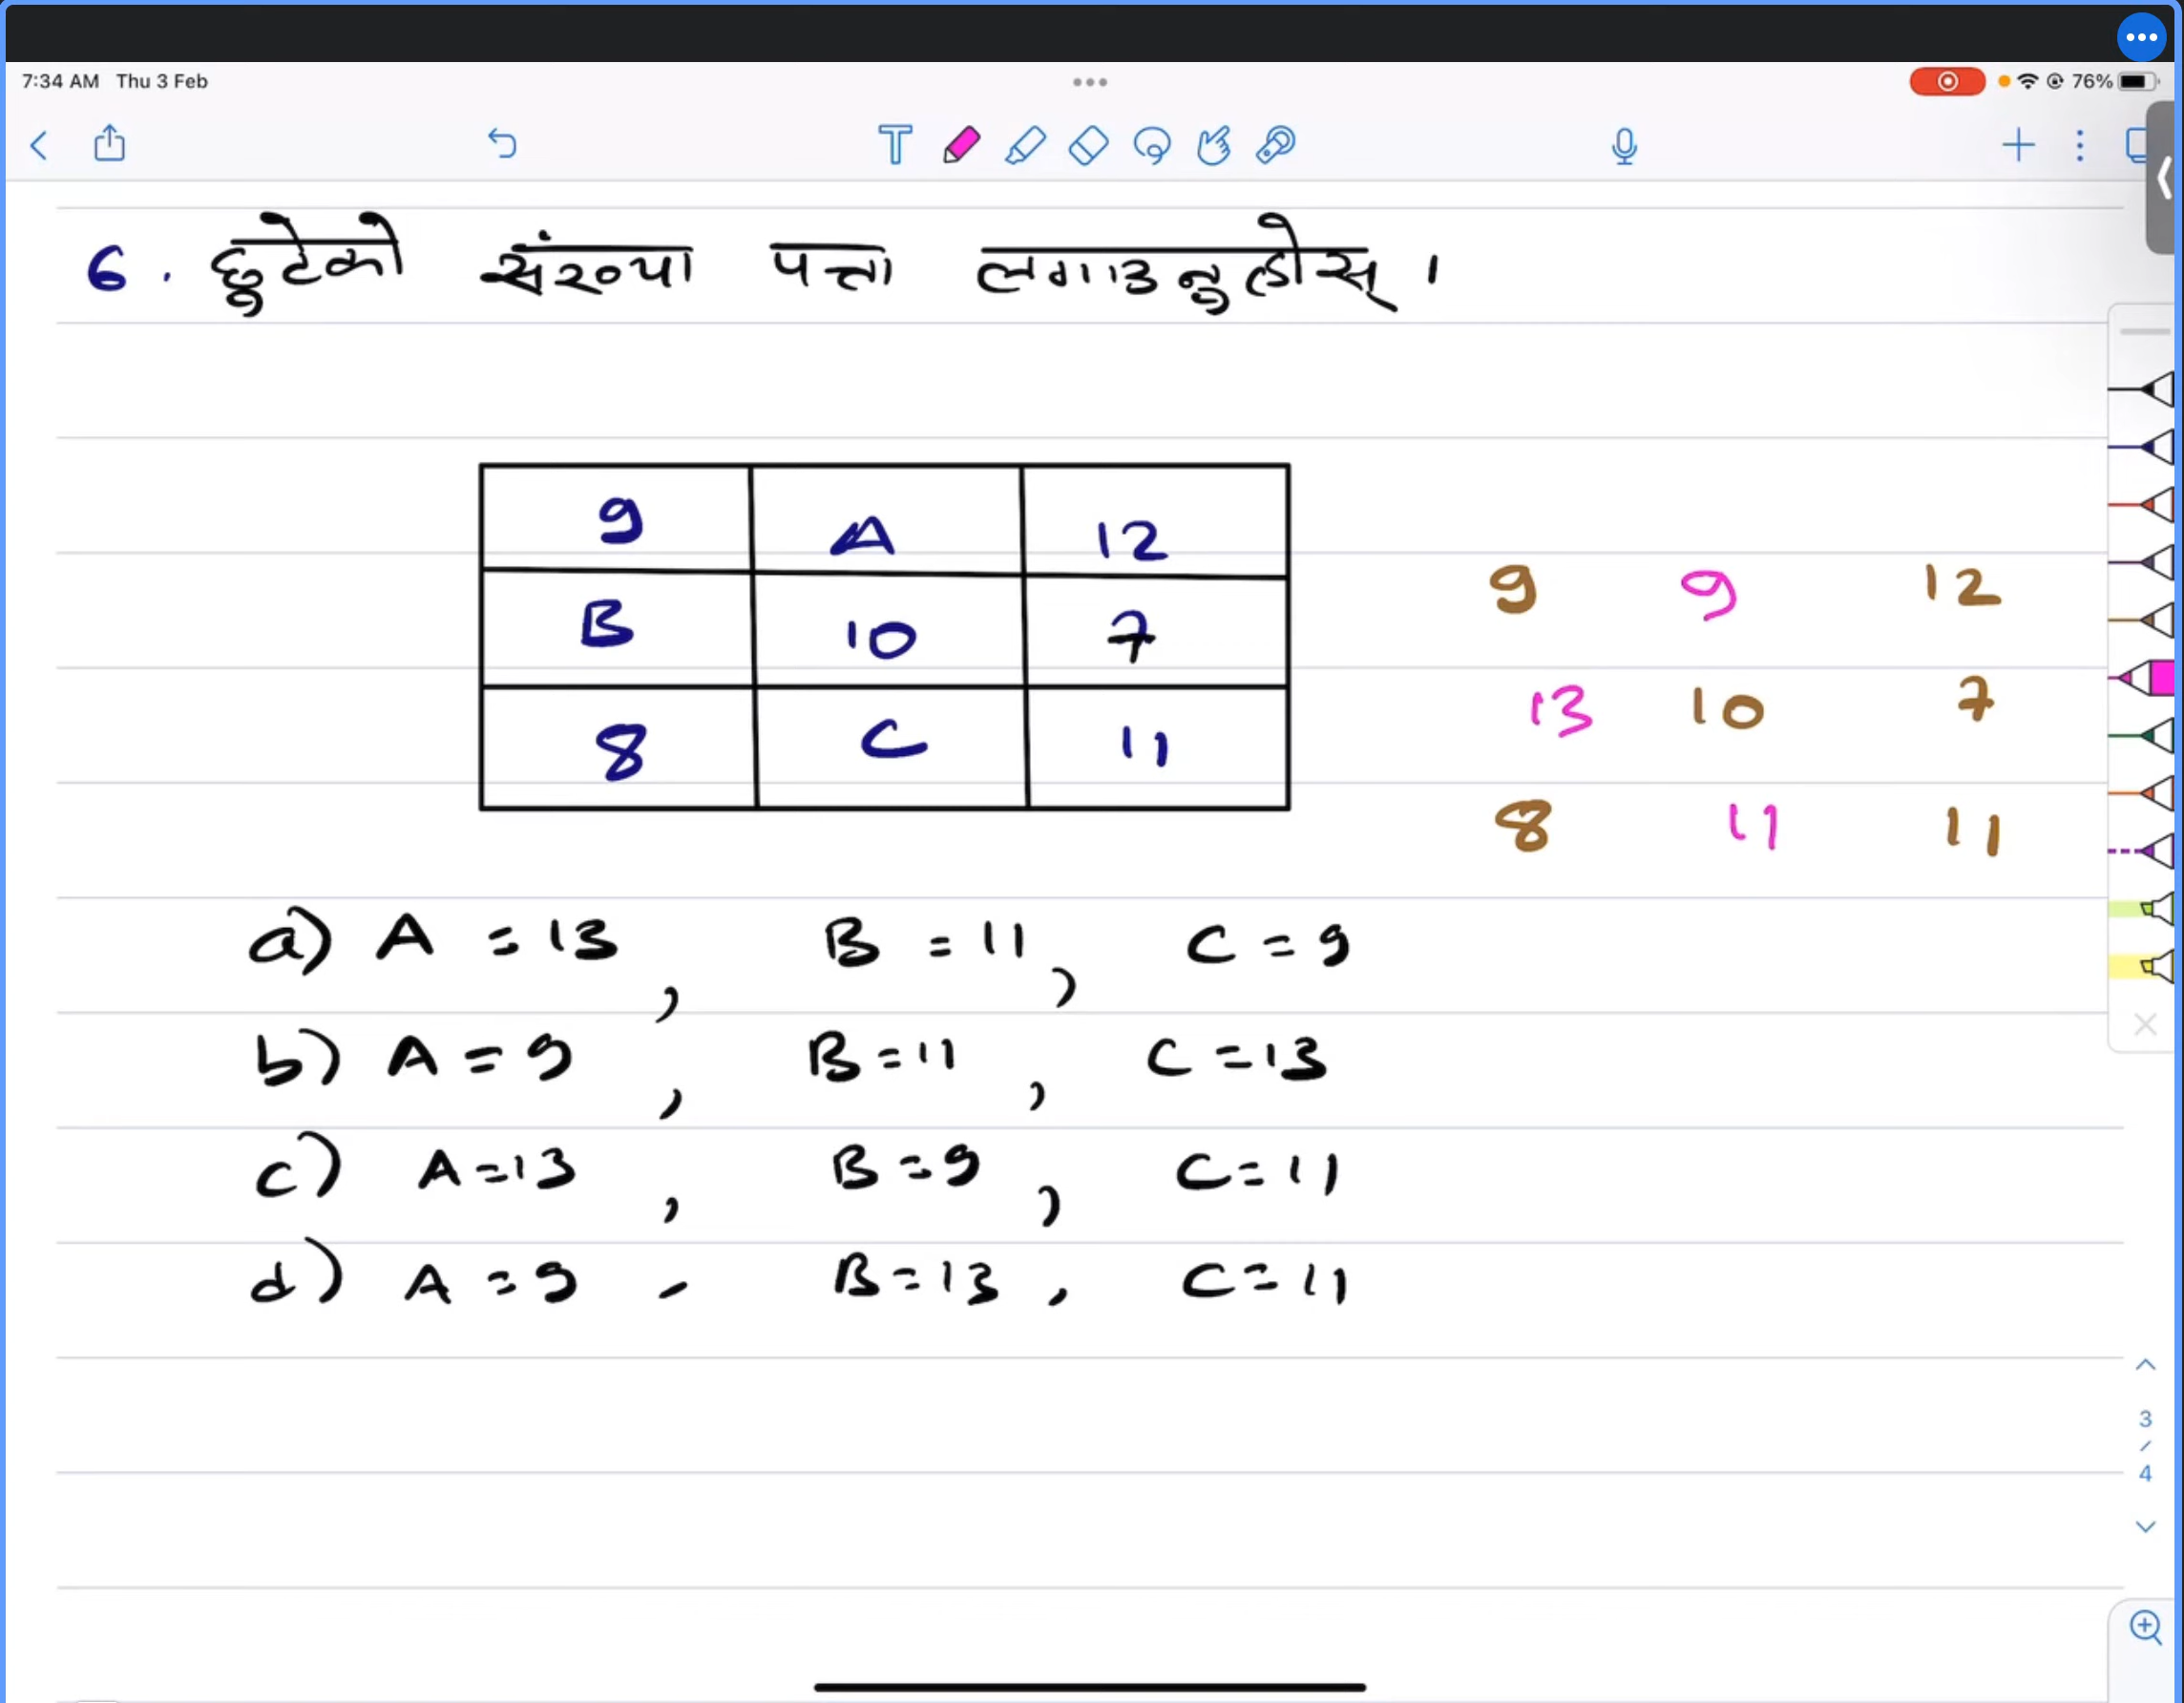 7:34 AM Thu 3 Feb
76%
6. छुटेको संख्या पत्ता लगाउनुहोस् ।
9 A 12
B 10 7
8 C 11
9 9 12
13 10 7
8 11 11
a) A = 13, B = 11, C = 9
b) A = 9, B = 11, C = 13
c) A = 13, B = 9, C = 11
d) A = 9, B = 13, C = 11
3
/
4